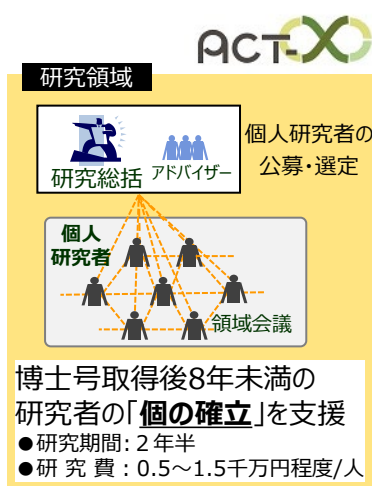 ACT-X
研究領域
研究総括 アドバイザー
個人研究者の
公募・選定
個人
研究者
領域会議
博士号取得後8年未満の
研究者の「個の確立」を支援
●研究期間:２年半
●研 究 費：0.5～1.5千万円程度/人